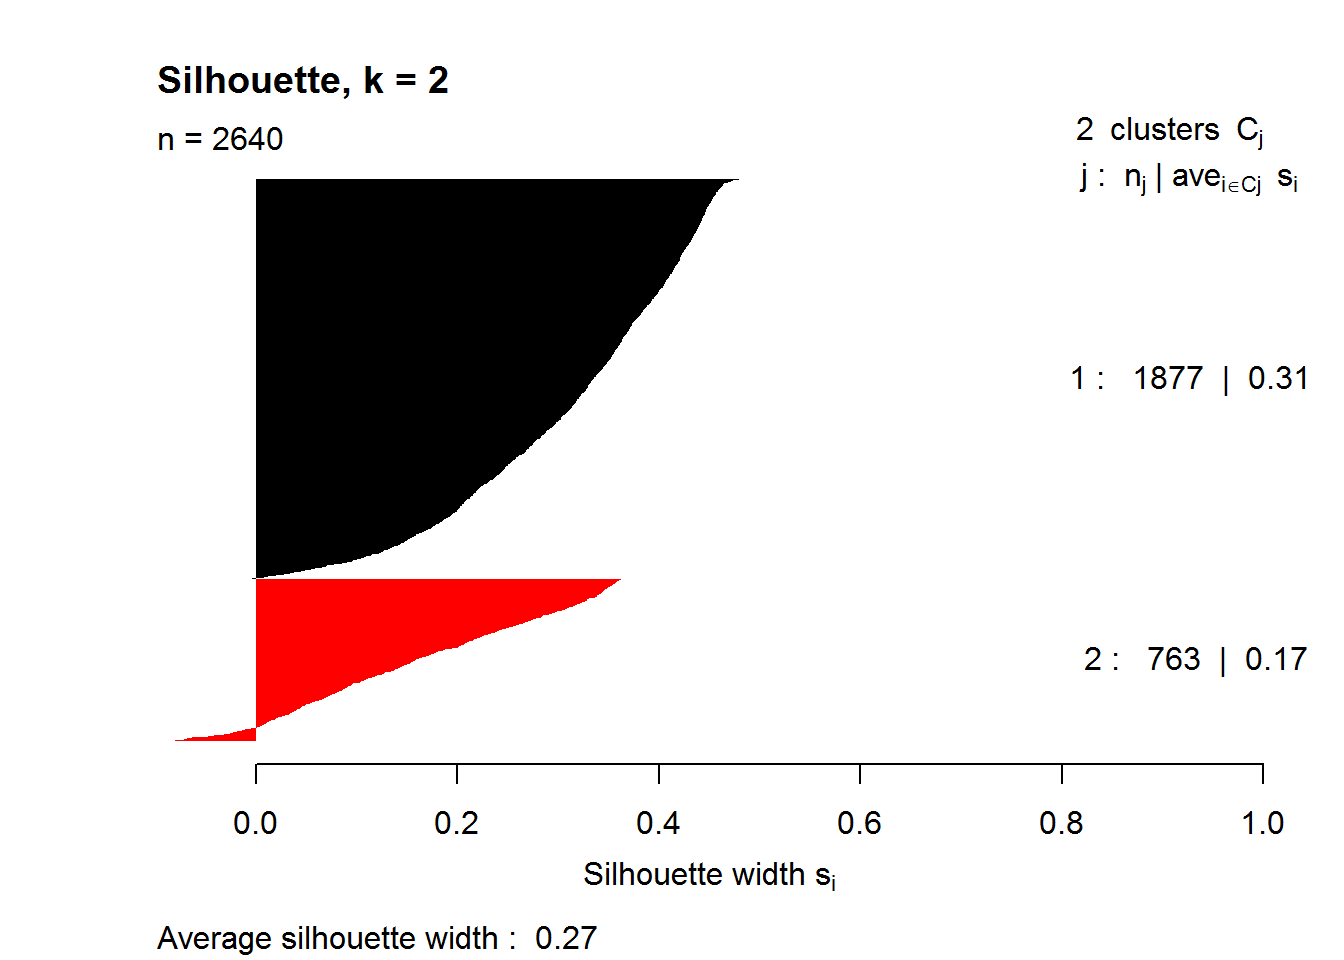 Silhouette, k = 2
n = 2640
2 clusters Cj
j : nj | avei∈Cj si
1 : 1877 | 0.31
2 : 763 | 0.17
0.0 0.2 0.4 0.6 0.8 1.0
Silhouette width si
Average silhouette width : 0.27